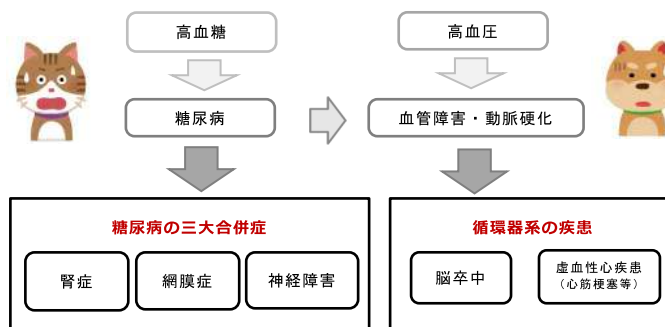 高血糖
高血圧
糖尿病
血管障害・動脈硬化
糖尿病の三大合併症
循環器系の疾患
腎症
網膜症
神経障害
脳卒中
虚血性心疾患
（心筋梗塞等）